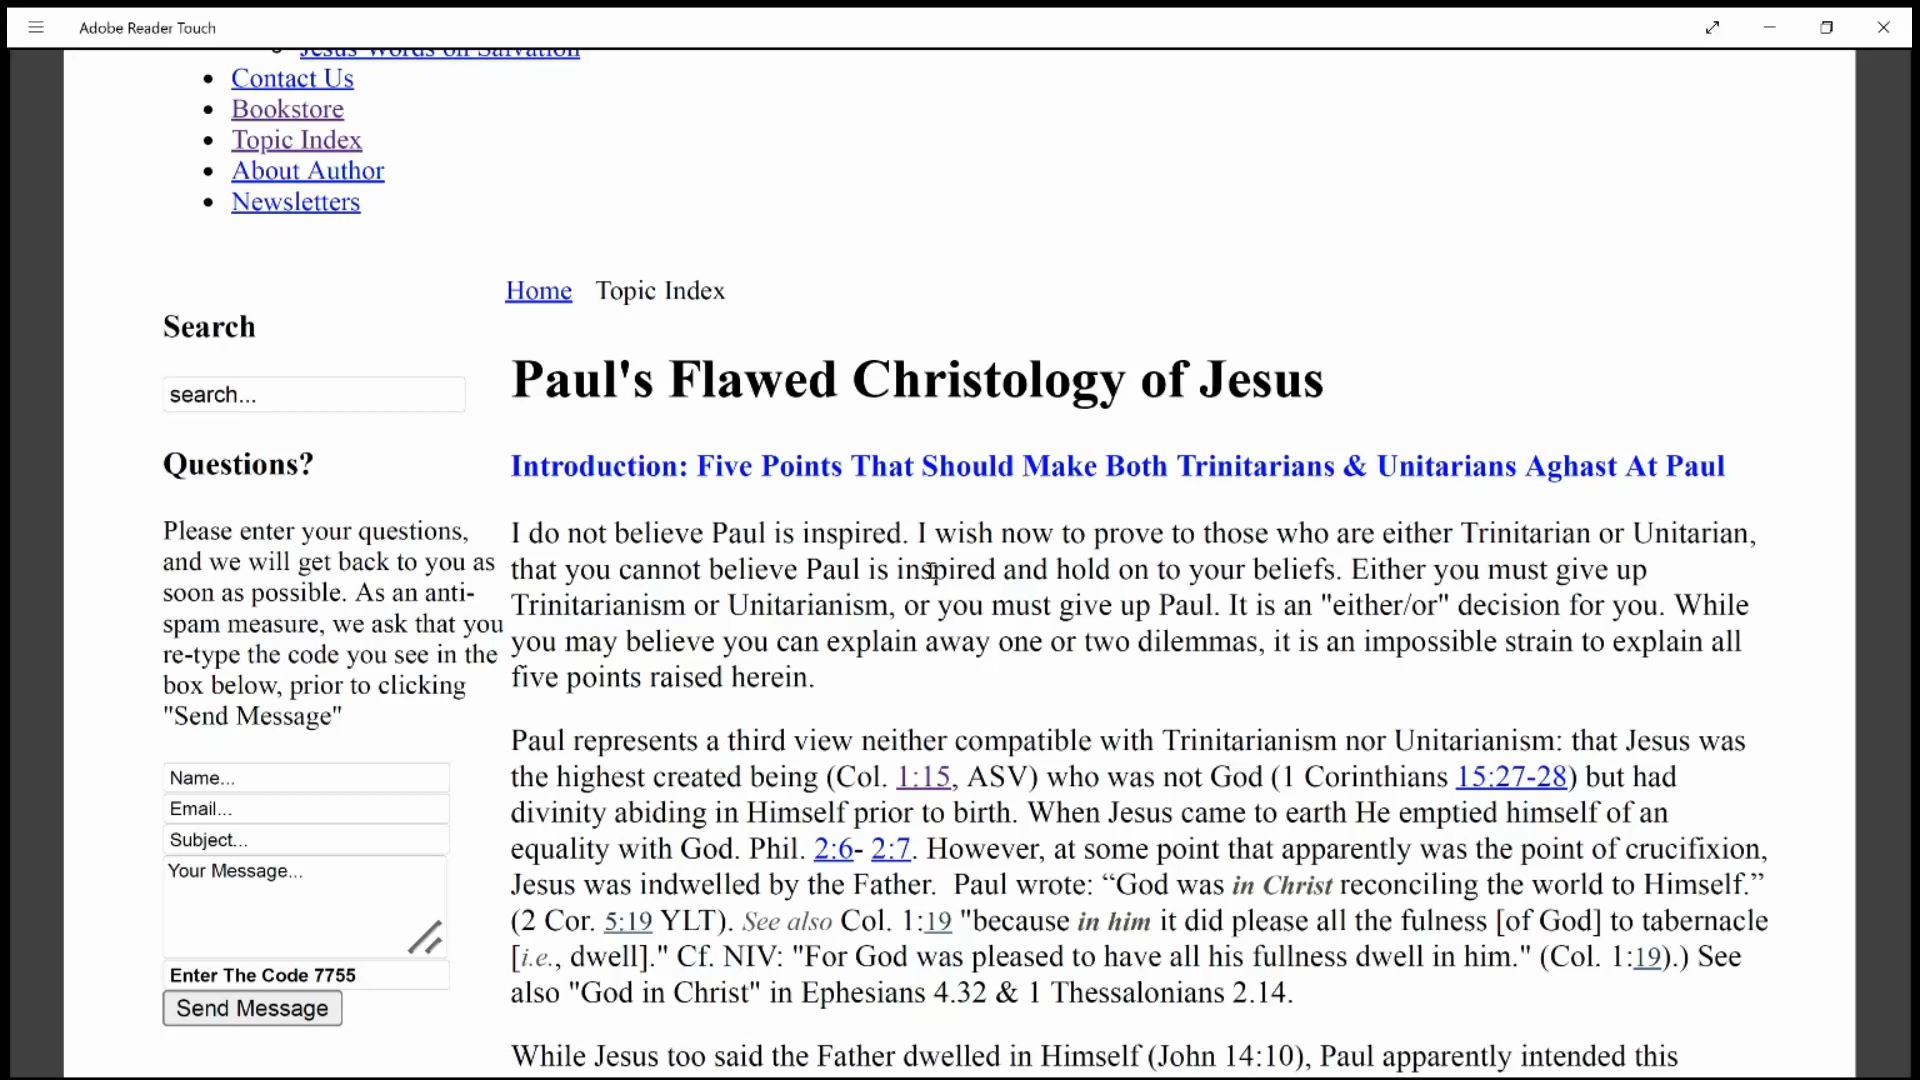 Adobe Reader Touch
Jesus Words on Salvation
Contact Us
Bookstore
Topic Index
About Author
Newsletters
Home Topic Index
Search
search...
Questions?
Please enter your questions,
and we will get back to you as
soon as possible. As an anti-
spam measure, we ask that you
re-type the code you see in the
box below, prior to clicking
"Send Message"
Name...
Email...
Subject...
Your Message...
Enter The Code 7755
Send Message
Paul's Flawed Christology of Jesus
Introduction: Five Points That Should Make Both Trinitarians & Unitarians Aghast At Paul
I do not believe Paul is inspired. I wish now to prove to those who are either Trinitarian or Unitarian,
that you cannot believe Paul is inspired and hold on to your beliefs. Either you must give up
Trinitarianism or Unitarianism, or you must give up Paul. It is an "either/or" decision for you. While
you may believe you can explain away one or two dilemmas, it is an impossible strain to explain all
five points raised herein.
Paul represents a third view neither compatible with Trinitarianism nor Unitarianism: that Jesus was
the highest created being (Col. 1:15, ASV) who was not God (1 Corinthians 15:27-28) but had
divinity abiding in Himself prior to birth. When Jesus came to earth He emptied himself of an
equality with God. Phil. 2:6- 2:7. However, at some point that apparently was the point of crucifixion,
Jesus was indwelled by the Father.  Paul wrote: “God was in Christ reconciling the world to Himself.”
(2 Cor. 5:19 YLT). See also Col. 1:19 "because in him it did please all the fulness [of God] to tabernacle
[i.e., dwell]." Cf. NIV: "For God was pleased to have all his fullness dwell in him." (Col. 1:19).) See
also "God in Christ" in Ephesians 4.32 & 1 Thessalonians 2.14.
While Jesus too said the Father dwelled in Himself (John 14:10), Paul apparently intended this